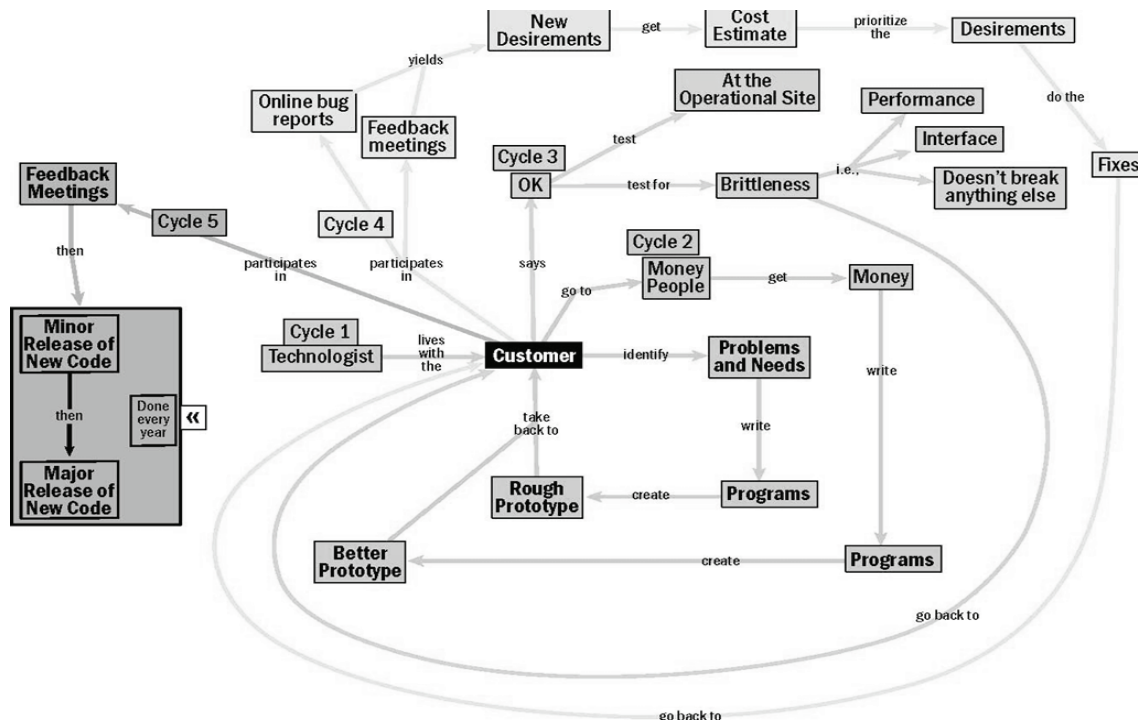 New
Desirements
get
Cost
Estimate
prioritize
the
Desirements
yields
do the
Online bug
reports
Feedback
meetings
At the
Operational Site
test
Performance
Interface
Doesn't break
anything else
i.e.,
Fixes
Cycle 3
OK
test for
Brittleness
Feedback
Meetings
Cycle 5
Cycle 4
then
participates
in
participates
in
says
Cycle 2
Money
People
go to
get
Money
Cycle 1
Technologist
lives
with
the
Customer
identify
Problems
and Needs
write
Minor
Release of
New Code
then
Done
every
year
«
Major
Release of
New Code
take
back to
write
Rough
Prototype
create
Programs
Better
Prototype
create
Programs
go back to
go back to